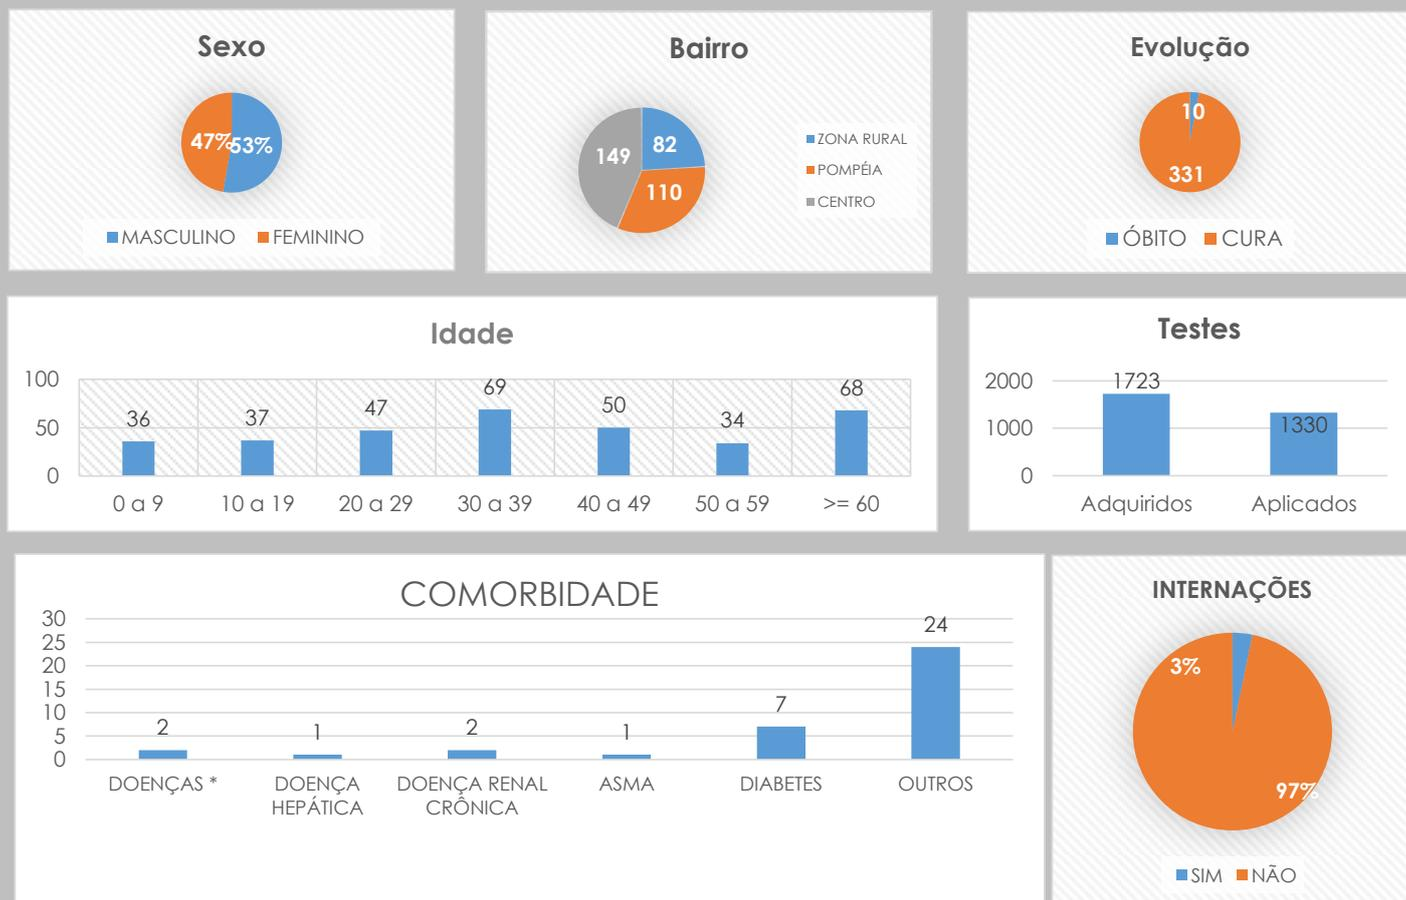 Sexo
47%
53%
MASCULINO FEMININO
Bairro
149
82
110
ZONA RURAL
POMPÉIA
CENTRO
Evolução
10
331
ÓBITO CURA
Idade
100
50
0
36
37
47
69
50
34
68
0 a 9 10 a 19 20 a 29 30 a 39 40 a 49 50 a 59 >= 60
Testes
2000
1000
0
1723
1330
Adquiridos Aplicados
COMORBIDADE
30
25
20
15
10
5
0
2
1
2
1
7
24
DOENÇAS *
DOENÇA
HEPÁTICA
DOENÇA RENAL
CRÔNICA
ASMA
DIABETES
OUTROS
INTERNAÇÕES
3%
97%
SIM NÃO